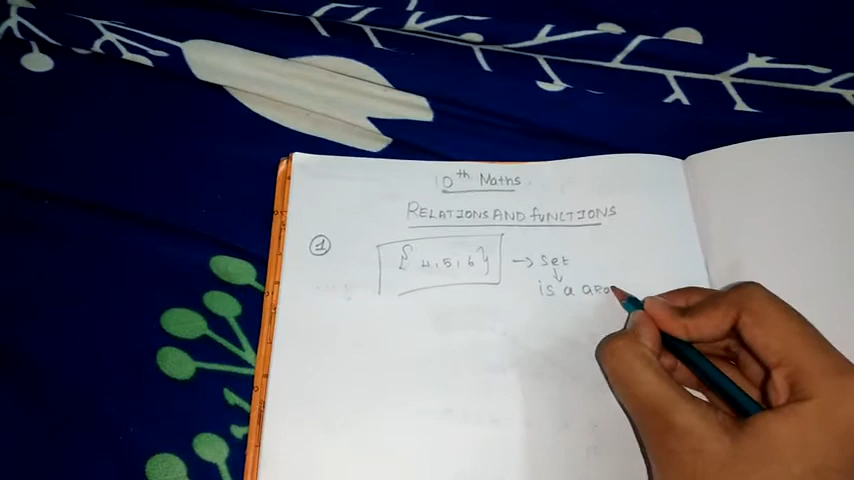 10th Maths
RELATIONS AND FUNCTIONS
① { 4, 5, 6 } → Set
↓
is a